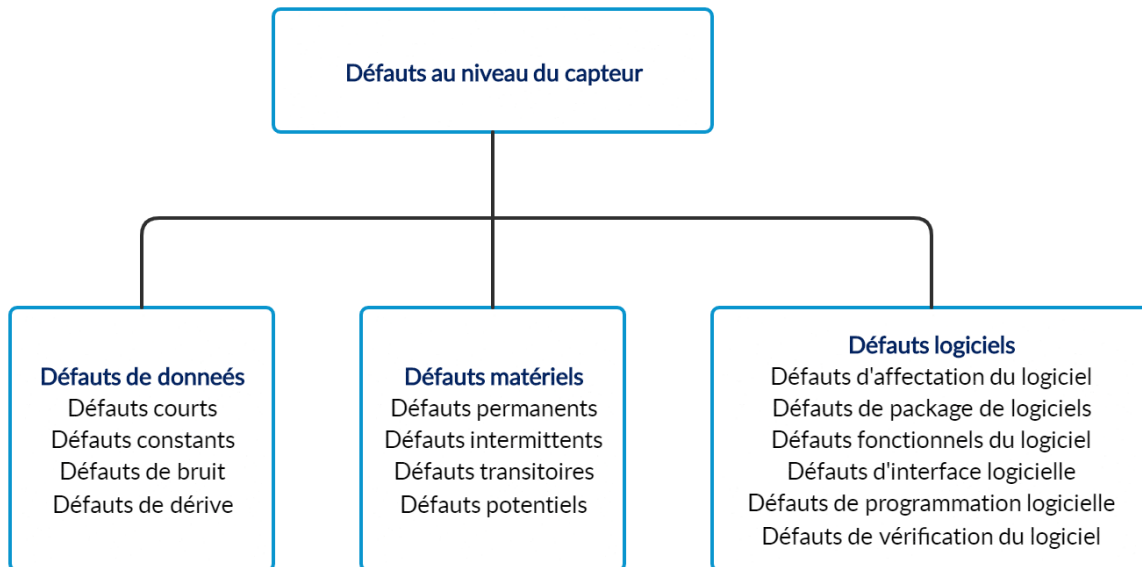 Défauts au niveau du capteur
Défauts de donneés
Défauts courts
Défauts constants
Défauts de bruit
Défauts de dérive
Défauts matériels
Défauts permanents
Défauts intermittents
Défauts transitoires
Défauts potentiels
Défauts logiciels
Défauts d'affectation du logiciel
Défauts de package de logiciels
Défauts fonctionnels du logiciel
Défauts d'interface logicielle
Défauts de programmation logicielle
Défauts de vérification du logiciel